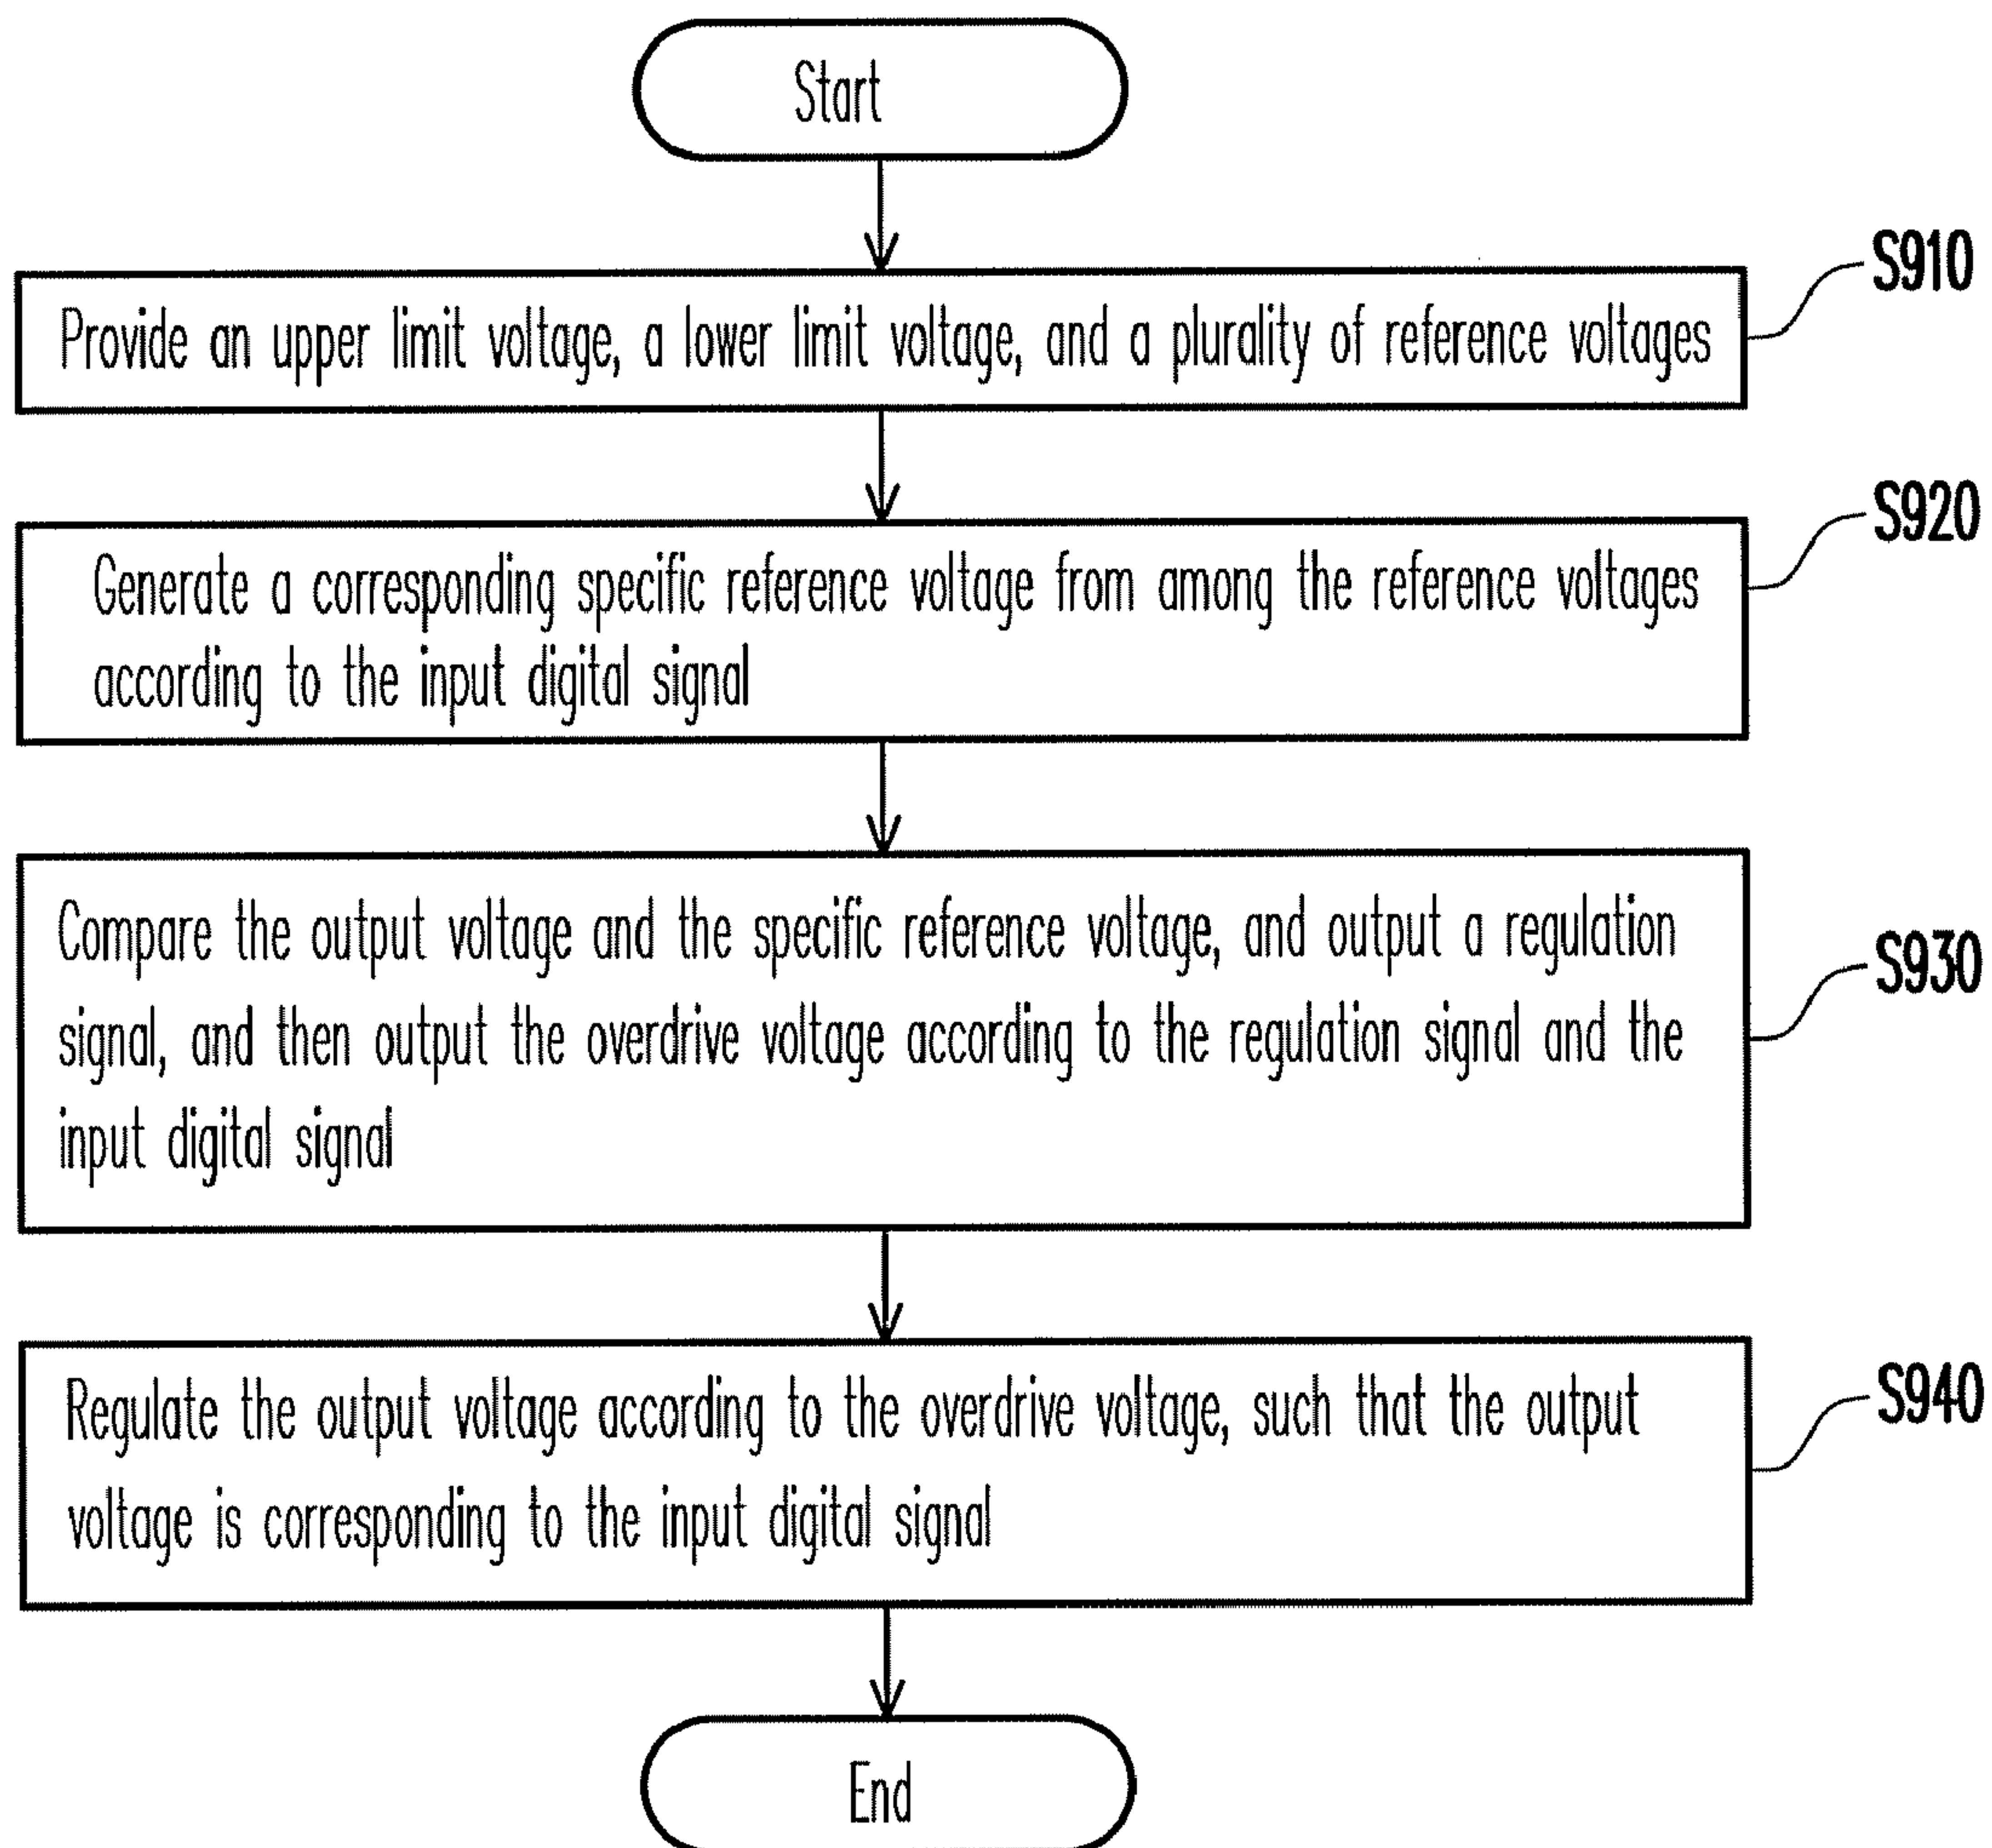 Start
S910
Provide an upper limit voltage, a lower limit voltage, and a plurality of reference voltages
S920
Generate a corresponding specific reference voltage from among the reference voltages
according to the input digital signal
S930
Compare the output voltage and the specific reference voltage, and output a regulation
signal, and then output the overdrive voltage according to the regulation signal and the
input digital signal
S940
Regulate the output voltage according to the overdrive voltage, such that the output
voltage is corresponding to the input digital signal
End